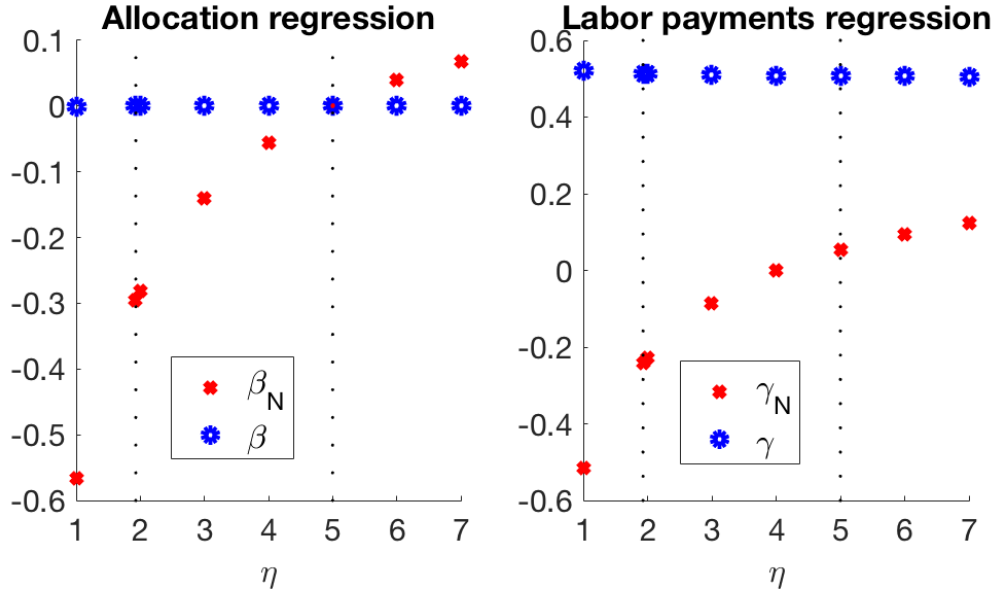 Allocation regression
0.1
0
-0.1
-0.2
-0.3
-0.4
-0.5
-0.6
1 2 3 4 5 6 7
η
β_N
β
Labor payments regression
0.6
0.4
0.2
0
-0.2
-0.4
-0.6
1 2 3 4 5 6 7
η
γ_N
γ